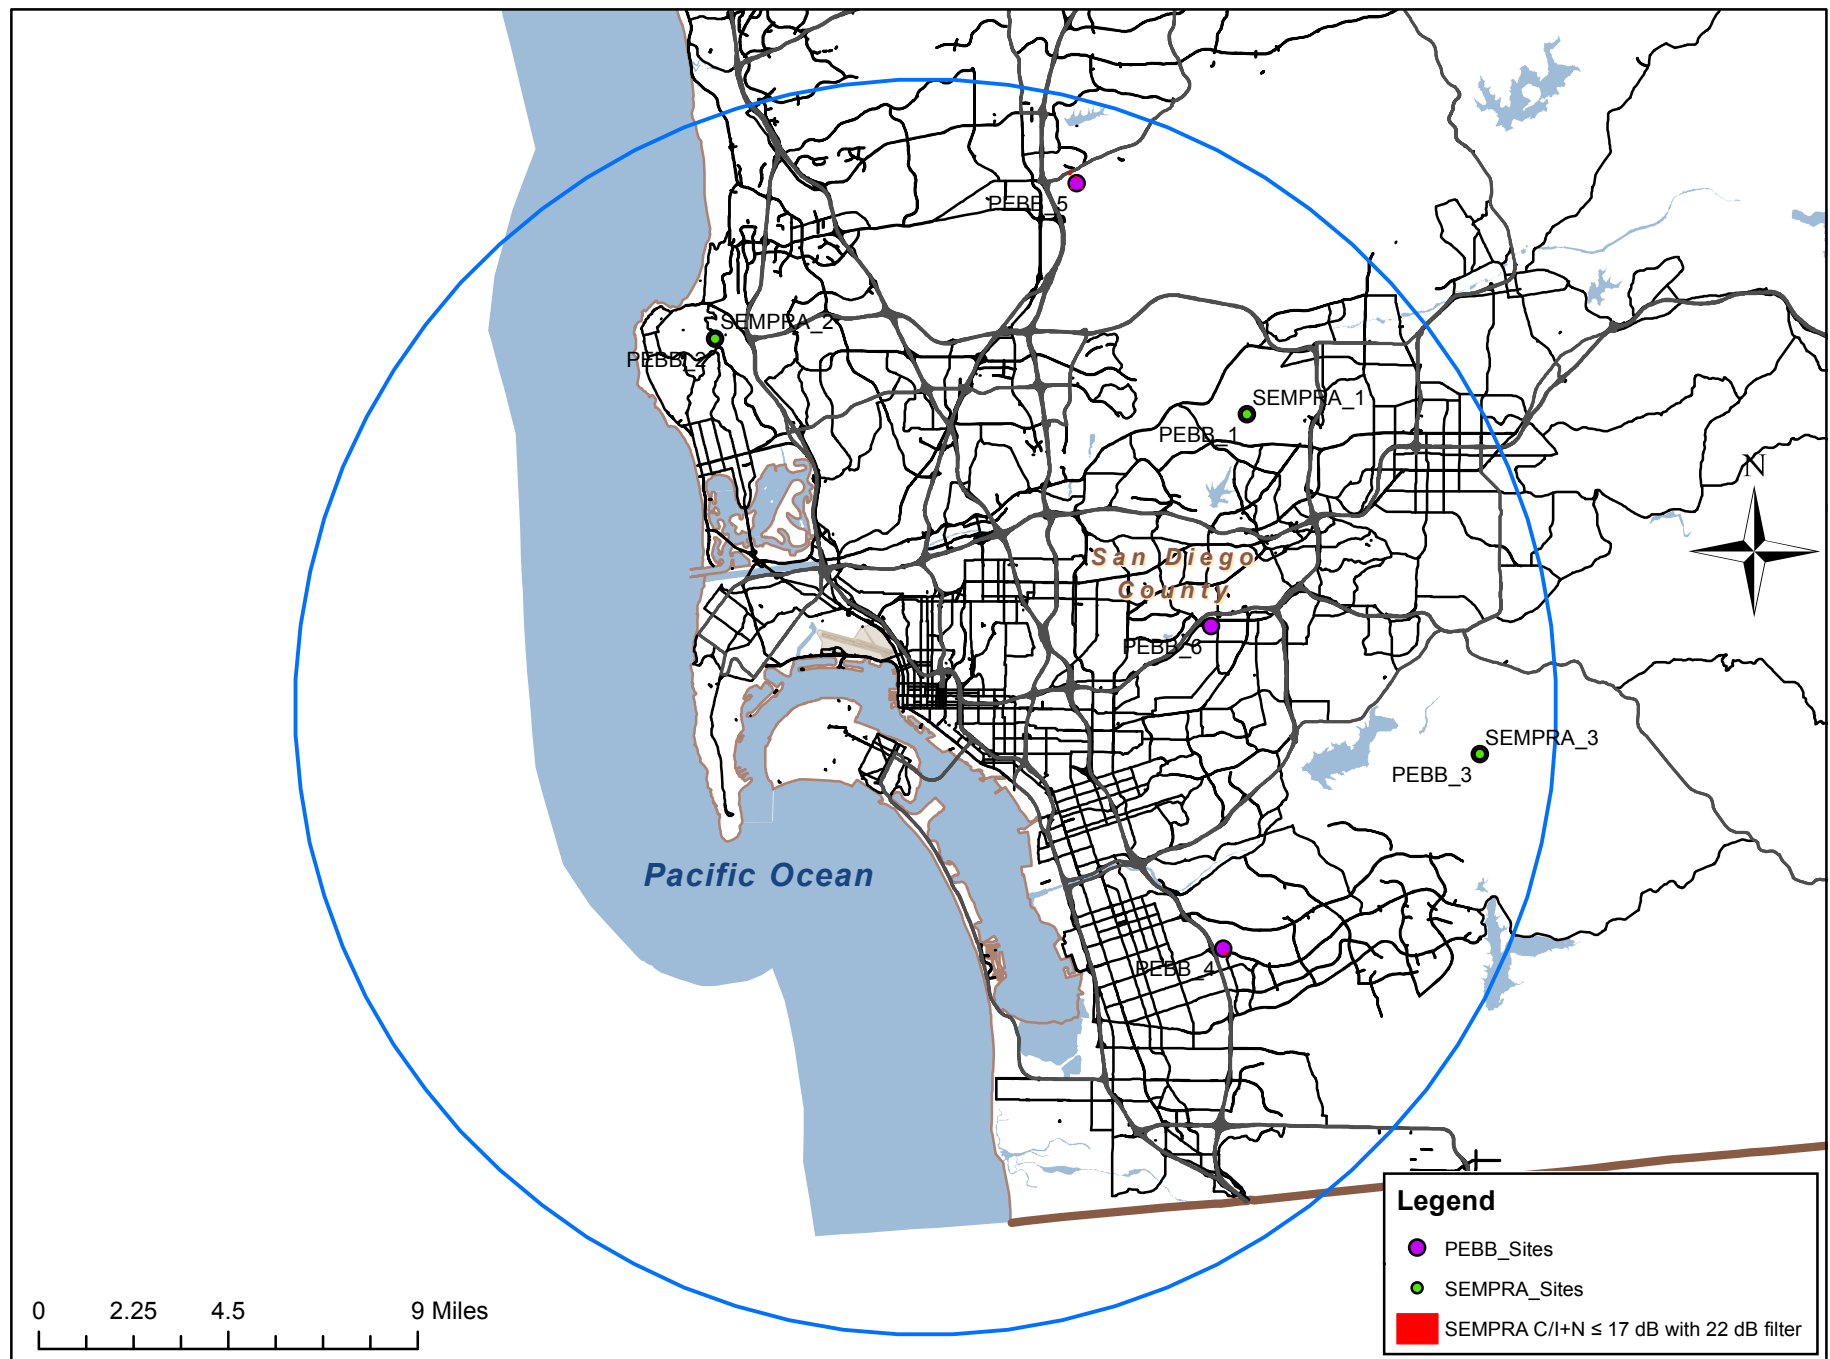 PEBB_5
SEMPRA_2
PEBB_2
SEMPRA_1
PEBB_1
N
San Diego
County
PEBB_6
SEMPRA_3
PEBB_3
Pacific Ocean
PEBB_4
Legend
PEBB_Sites
SEMPRA_Sites
SEMPRA C/I+N ≤ 17 dB with 22 dB filter
0 2.25 4.5 9 Miles